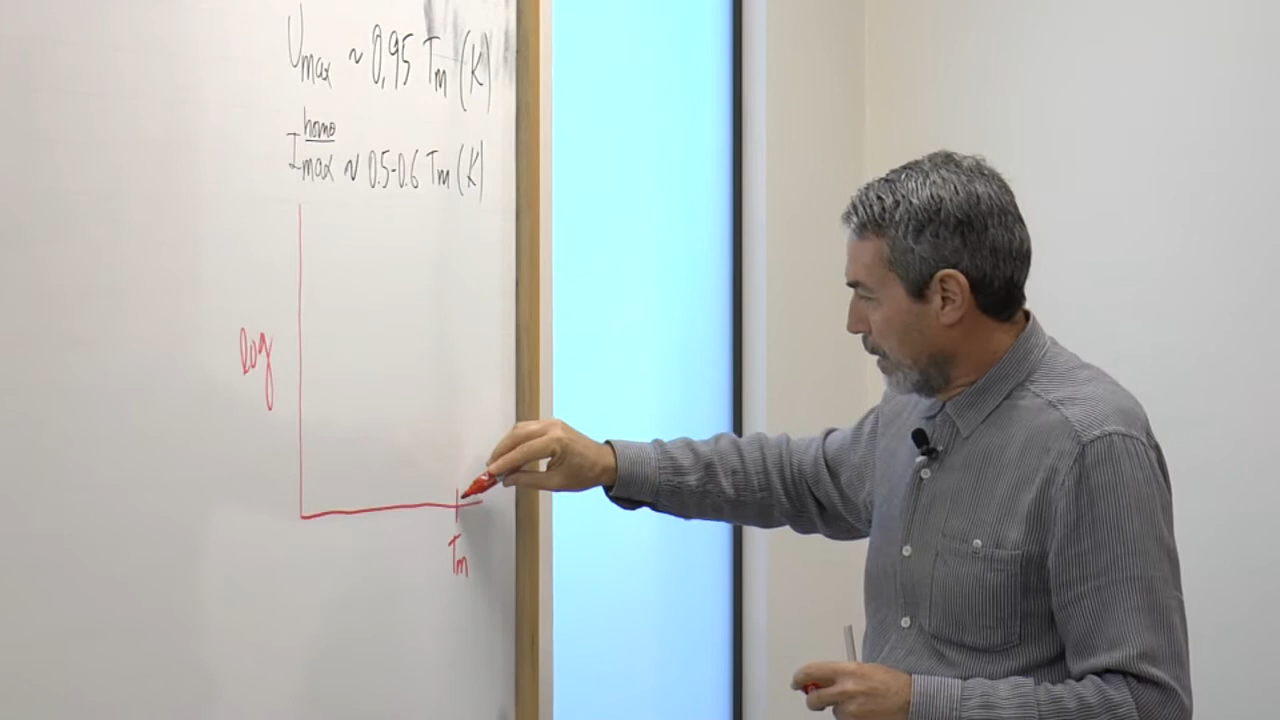 Umax ~ 0,95 Tm (K)
homo
Imax ~ 0.5-0.6 Tm (K)
log
Tm